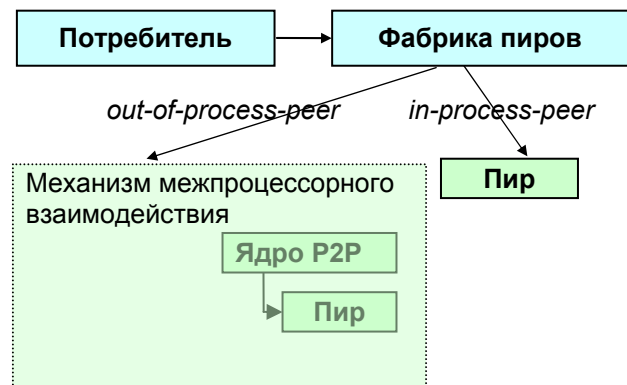 Потребитель
Фабрика пиров
out-of-process-peer
in-process-peer
Механизм межпроцессорного
взаимодействия
Пир
Ядро P2P
Пир